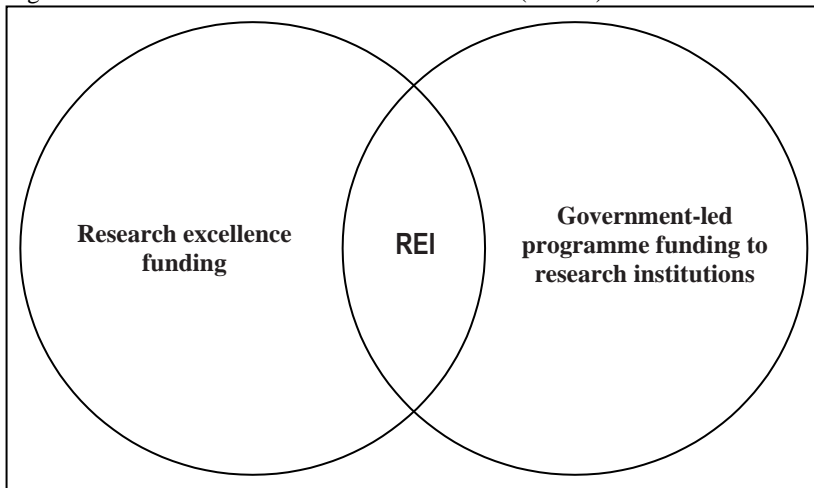 Research excellence
funding
REI
Government-led
programme funding to
research institutions